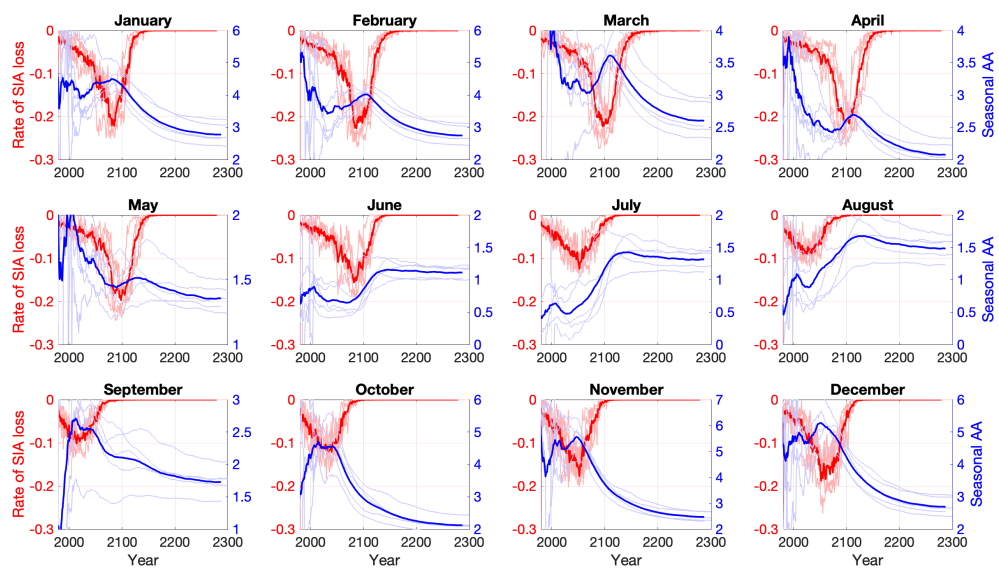 January February March April
0 6 0 6 0 4 0 4
-0.1 5 -0.1 5 -0.1 3.5 -0.1 3.5
4 4 3 3
-0.2 3 -0.2 3 -0.2 2.5 -0.2 2.5
-0.3 2 -0.3 2 -0.3 2 -0.3 2
2000 2100 2200 2300 2000 2100 2200 2300 2000 2100 2200 2300 2000 2100 2200 2300
Rate of SIA loss
Seasonal AA
May June July August
0 2 0 2 0 2 0 2
-0.1 1.5 -0.1 1.5 -0.1 1.5 -0.1 1.5
1 1 1
-0.2 -0.2 0.5 -0.2 0.5 -0.2 0.5
-0.3 1 -0.3 0 -0.3 0 -0.3 0
2000 2100 2200 2300 2000 2100 2200 2300 2000 2100 2200 2300 2000 2100 2200 2300
Rate of SIA loss
Seasonal AA
September October November December
0 3 0 6 0 7 0 6
-0.1 2.5 -0.1 5 -0.1 6 -0.1 5
2 4 5 4
-0.2 1.5 -0.2 3 -0.2 4 -0.2 3
3
-0.3 1 -0.3 2 -0.3 2 -0.3 2
2000 2100 2200 2300 2000 2100 2200 2300 2000 2100 2200 2300 2000 2100 2200 2300
Rate of SIA loss
Seasonal AA
Year Year Year Year